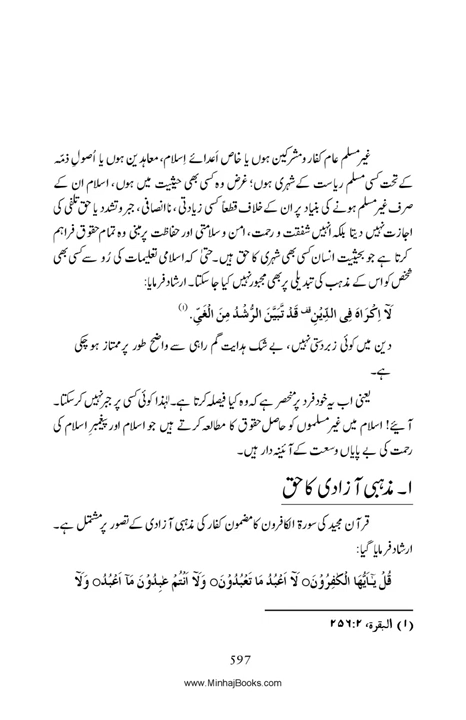 غیر مسلم عام کفار و مشرکین ہوں یا خاص اَعدائے اِسلام، معاہدین ہوں یا اُصولِ ذمّہ
کے تحت کسی مسلم ریاست کے شہری ہوں؛ غرض وہ کسی بھی حیثیت میں ہوں، اسلام ان کے
صرف غیر مسلم ہونے کی بنیاد پر ان کے خلاف قطعاً کسی زیادتی، ناانصافی، جبر و تشدد یا حق تلفی کی
اجازت نہیں دیتا بلکہ اُنہیں شفقت و رحمت، امن و سلامتی اور حفاظت پر مبنی وہ تمام حقوق فراہم
کرتا ہے جو بحیثیت انسان کسی بھی شہری کا حق ہیں۔ حتیٰ کہ اسلامی تعلیمات کی رُو سے کسی بھی
شخص کو اس کے مذہب کی تبدیلی پر بھی مجبور نہیں کیا جا سکتا۔ ارشاد فرمایا:
لَآ اِكْرَاهَ فِی الدِّیْنِ قف قَدْ تَّبَیَّنَ الرُّشْدُ مِنَ الْغَیِّ. (۱)
دین میں کوئی زبردستی نہیں، بے شک ہدایت گمراہی سے واضح طور پر ممتاز ہو چکی
ہے۔
یعنی اب یہ خود فرد پر منحصر ہے کہ وہ کیا فیصلہ کرتا ہے۔ لہٰذا کوئی کسی پر جبر نہیں کرسکتا۔
آیئے! اسلام میں غیر مسلموں کو حاصل حقوق کا مطالعہ کرتے ہیں جو اسلام اور پیغمبرِ اسلام کی
رحمت کی بے پایاں وسعت کے آئینہ دار ہیں۔
۱۔ مذہبی آزادی کا حق
قرآن مجید کی سورۃ الکافرون کا مضمون کفار کی مذہبی آزادی کے تصور پر مشتمل ہے۔
ارشاد فرمایا گیا:
قُلْ یٰٓاَیُّهَا الْكٰفِرُوْنَ○ لَآ اَعْبُدُ مَا تَعْبُدُوْنَ○ وَلَآ اَنْتُمْ عٰبِدُوْنَ مَآ اَعْبُدُ○ وَلَآ
(۱) البقرة، ۲:۲۵۶
597
www.MinhajBooks.com